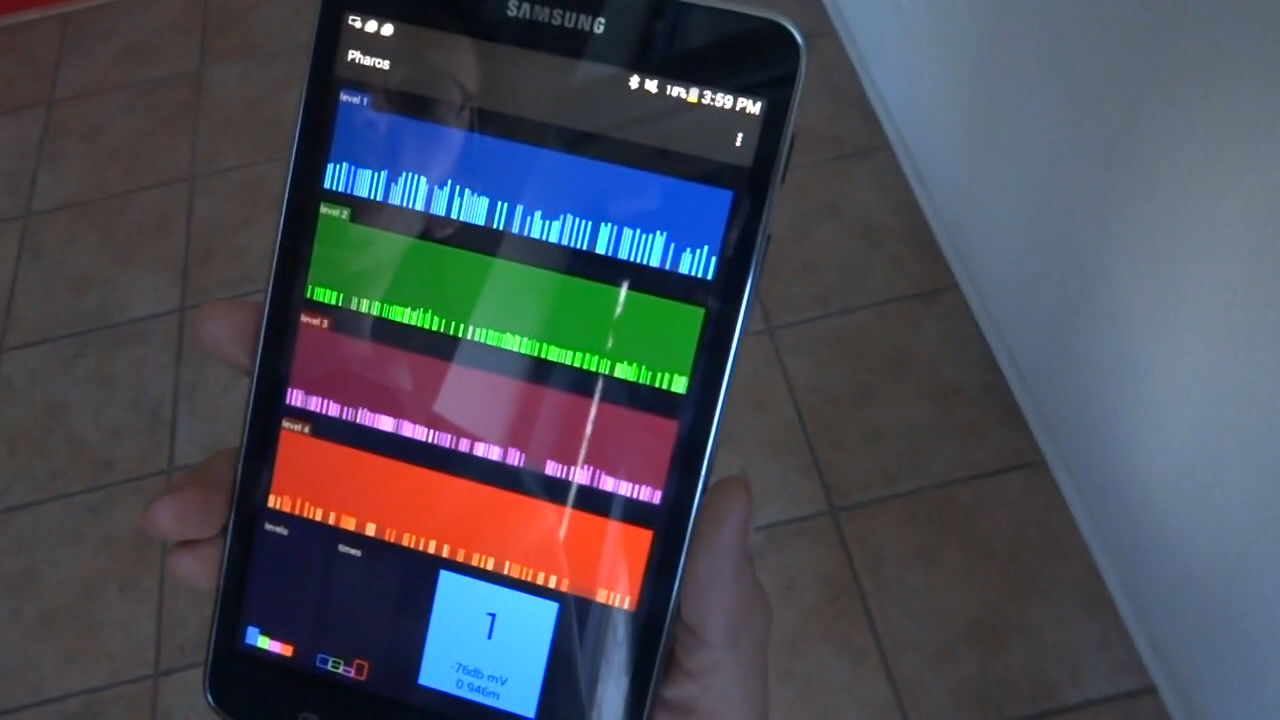 SAMSUNG
Pharos
18% 3:59 PM
level 1
level 2
level 3
level 4
levels
times
1
-76db mV
0.946m